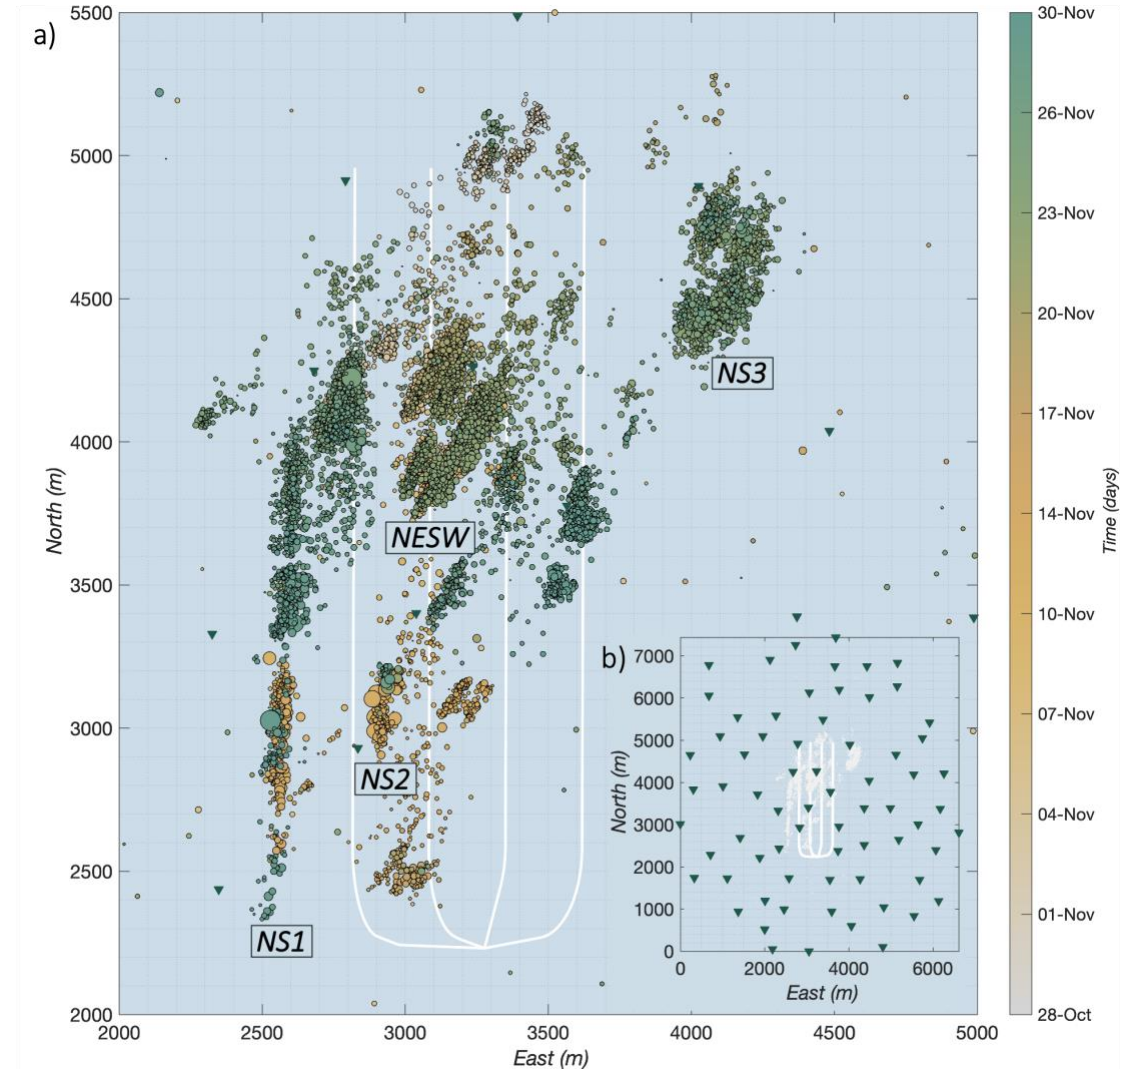 a)
5500
5000
4500
4000
3500
3000
2500
2000
North (m)
2000
2500
3000
3500
4000
4500
5000
East (m)
NS3
NESW
NS2
NS1
b)
7000
6000
5000
4000
3000
2000
1000
0
North (m)
0
2000
4000
6000
East (m)
30-Nov
26-Nov
23-Nov
20-Nov
17-Nov
14-Nov
10-Nov
07-Nov
04-Nov
01-Nov
28-Oct
Time (days)